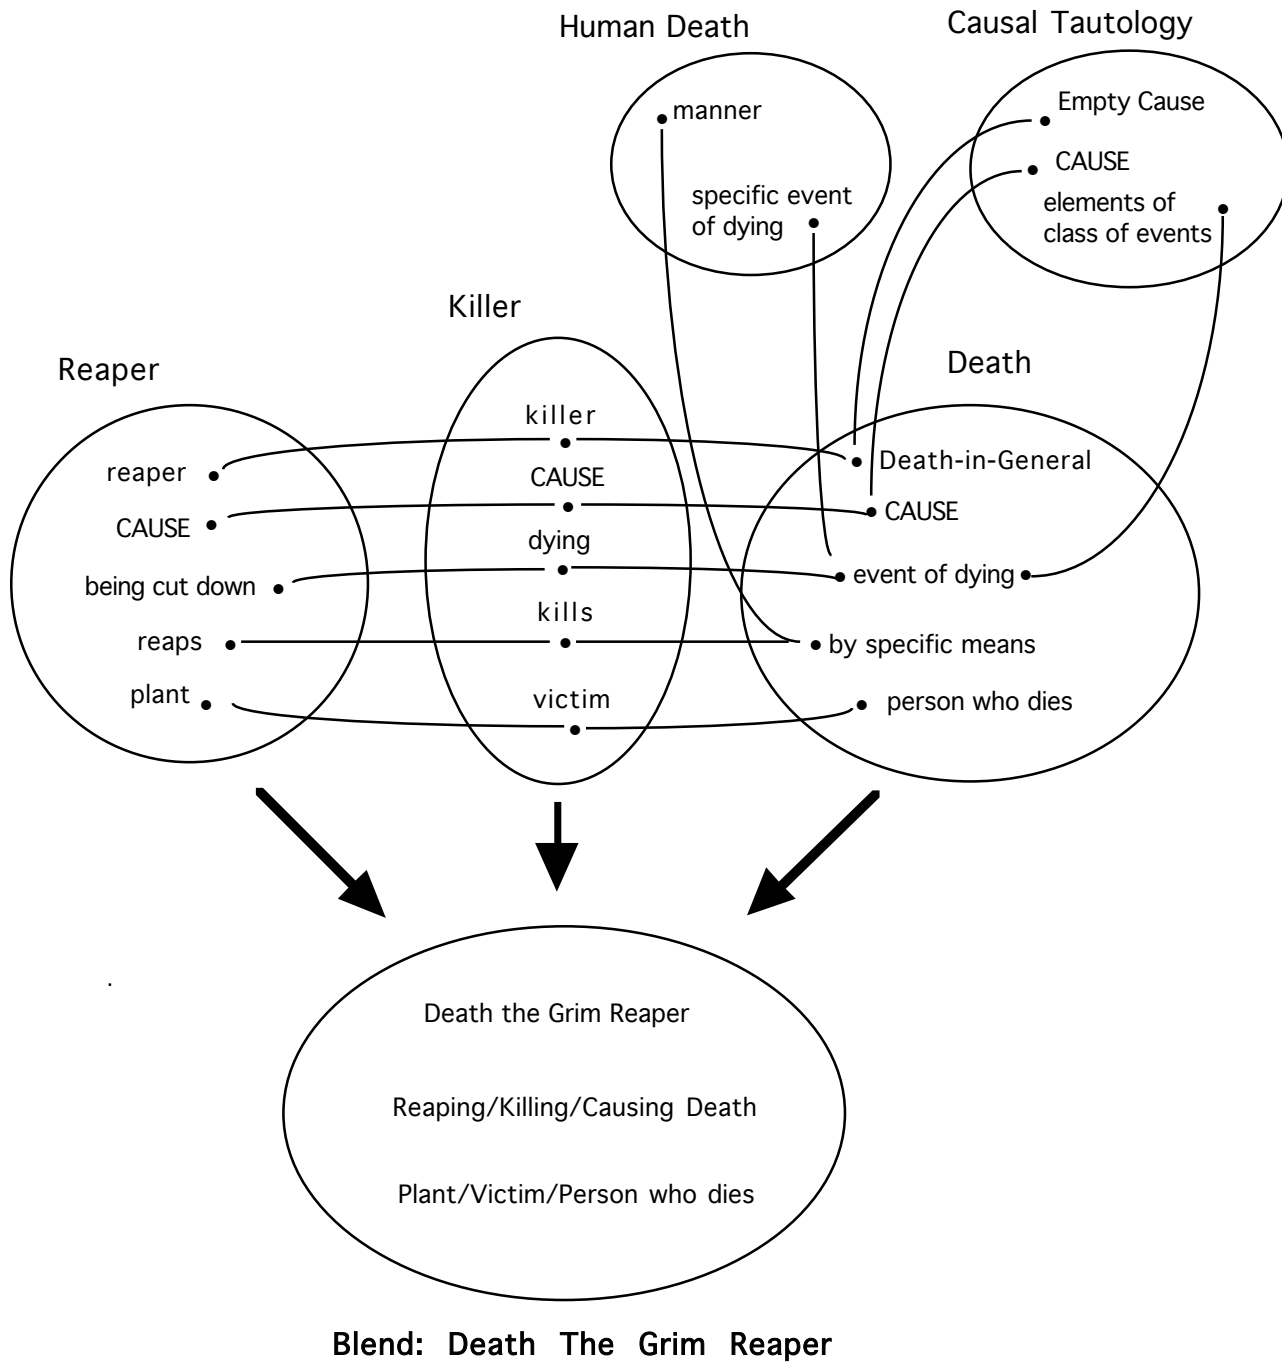 Human Death
Causal Tautology
manner
specific event
of dying
Empty Cause
CAUSE
elements of
class of events
Reaper
reaper
CAUSE
being cut down
reaps
plant
Killer
killer
CAUSE
dying
kills
victim
Death
Death-in-General
CAUSE
event of dying
by specific means
person who dies
Death the Grim Reaper
Reaping/Killing/Causing Death
Plant/Victim/Person who dies
Blend: Death The Grim Reaper